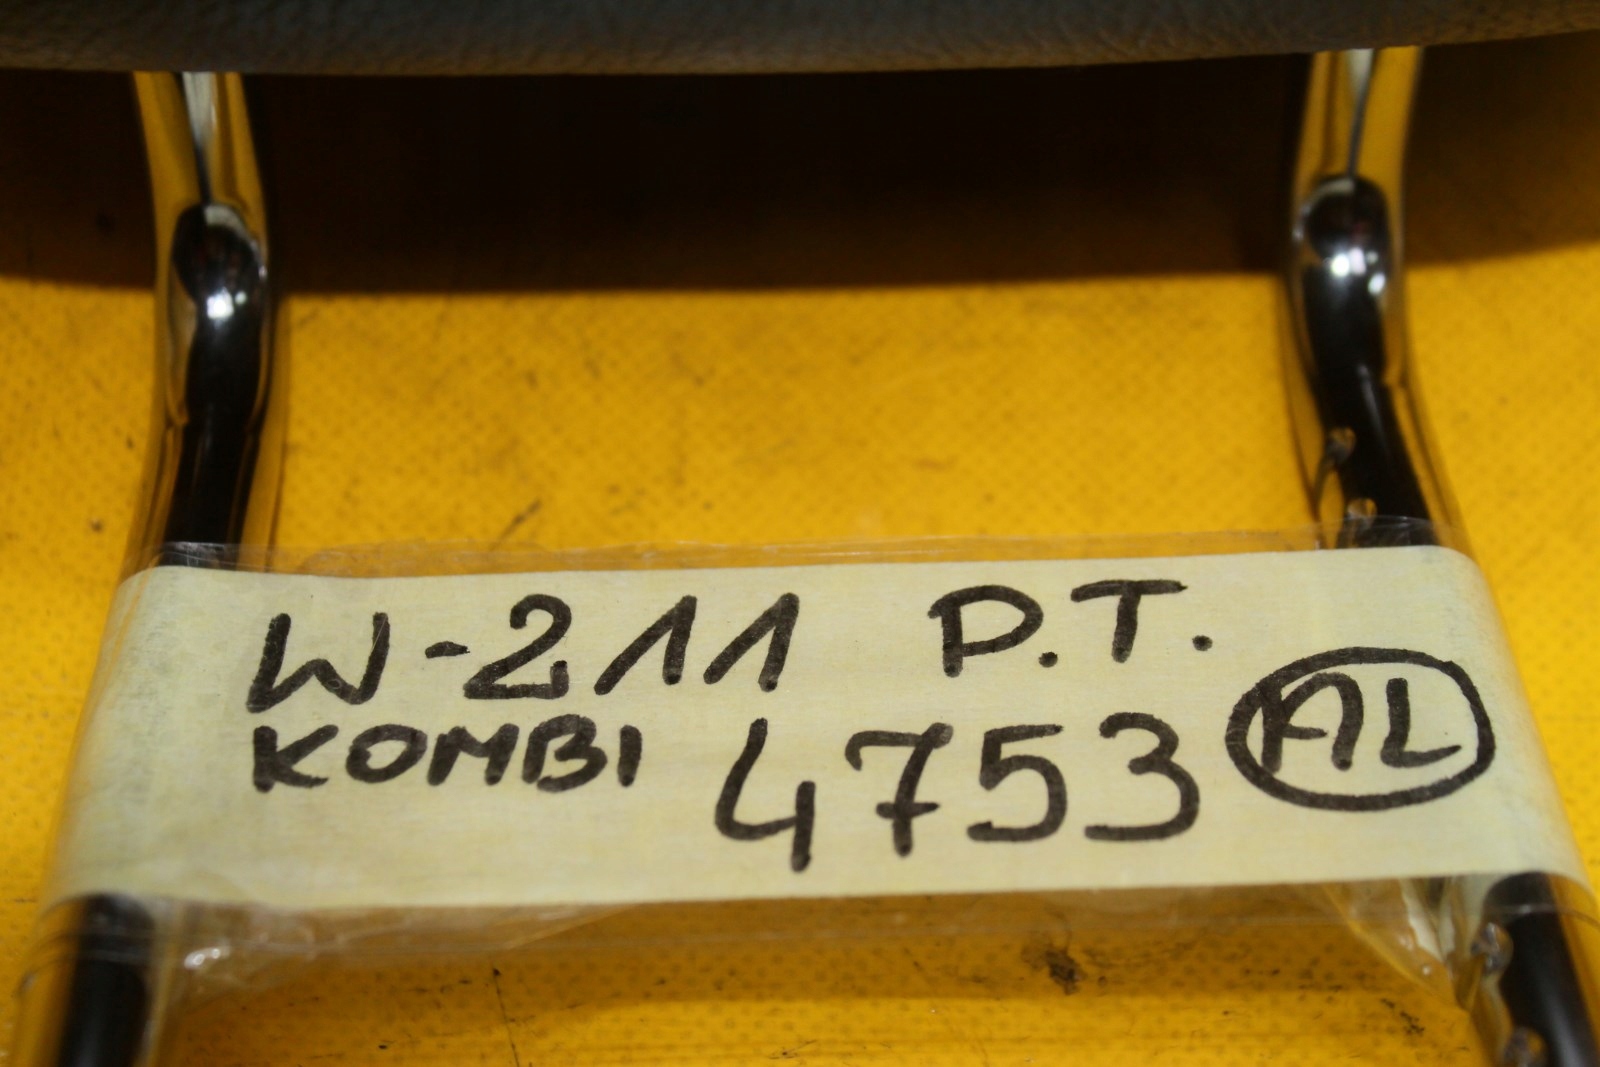 W-211 P.T.
KOMBI 4753 AL